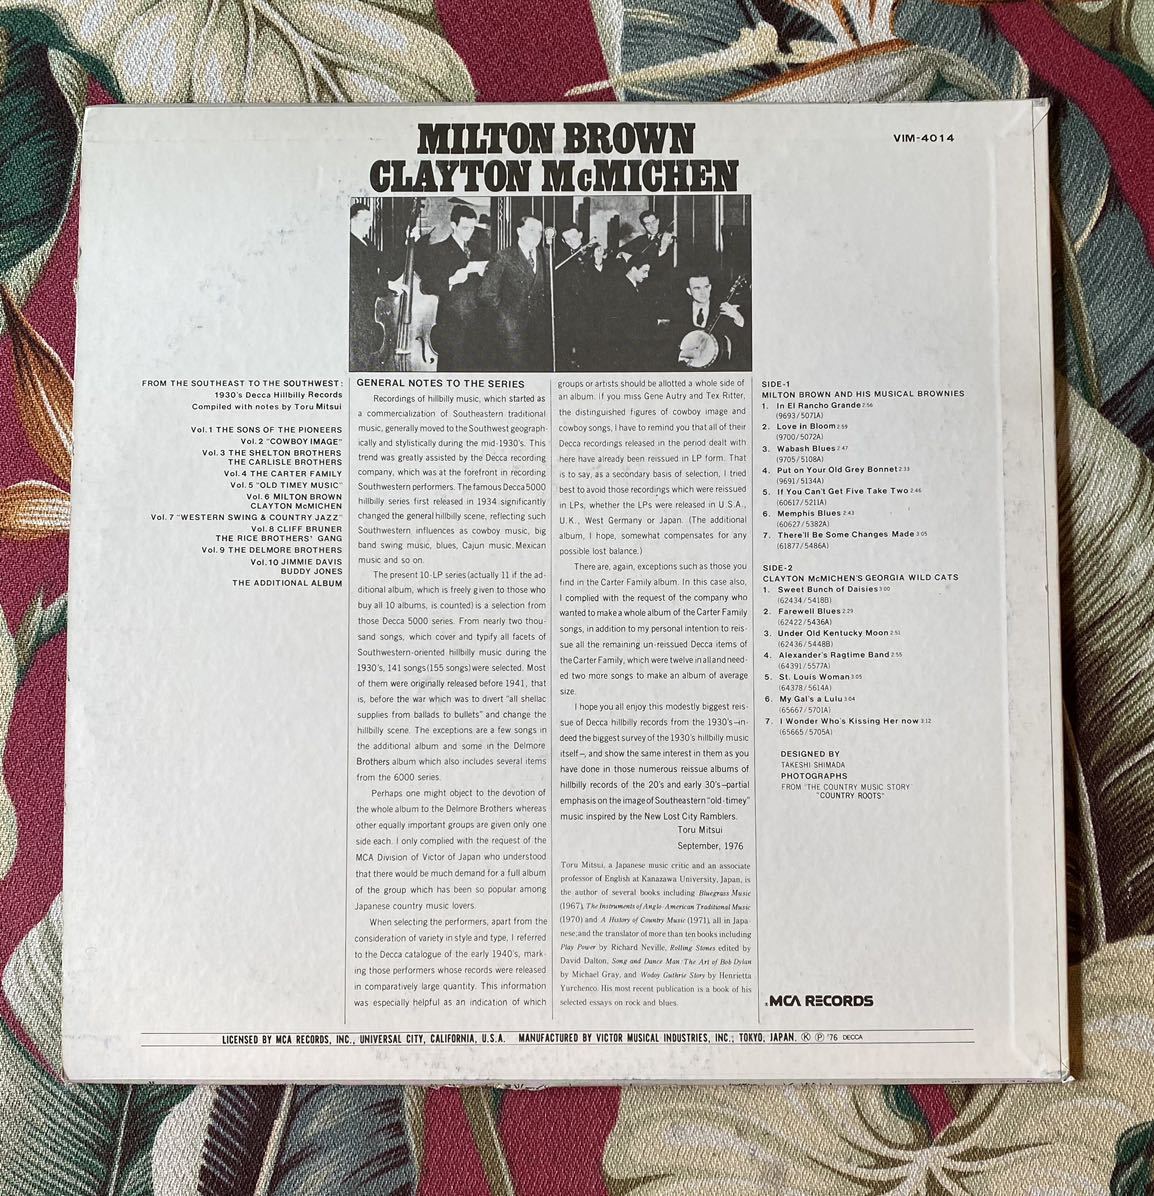 MILTON BROWN
CLAYTON McMICHEN
VIM-4014
FROM THE SOUTHEAST TO THE SOUTHWEST:
1930's Decca Hillbilly Records
Compiled with notes by Toru Mitsui
Vol.1 THE SONS OF THE PIONEERS
Vol.2 "COWBOY IMAGE"
Vol.3 THE SHELTON BROTHERS
THE CARLISLE BROTHERS
Vol.4 THE CARTER FAMILY
Vol.5 "OLD TIMEY MUSIC"
Vol.6 MILTON BROWN
CLAYTON McMICHEN
Vol.7 "WESTERN SWING & COUNTRY JAZZ"
Vol.8 CLIFF BRUNER
THE RICE BROTHERS' GANG
Vol.9 THE DELMORE BROTHERS
Vol.10 JIMMIE DAVIS
BUDDY JONES
THE ADDITIONAL ALBUM
GENERAL NOTES TO THE SERIES
Recordings of hillbilly music, which started as
a commercialization of Southeastern traditional
music, generally moved to the Southwest geograph-
ically and stylistically during the mid-1930's. This
trend was greatly assisted by the Decca recording
company, which was at the forefront in recording
Southwestern performers. The famous Decca 5000
hillbilly series first released in 1934 significantly
changed the general hillbilly scene, reflecting such
Southwestern influences as cowboy music, big
band swing music, blues, Cajun music, Mexican
music and so on.
The present 10-LP series (actually 11 if the ad-
ditional album, which is freely given to those who
buy all 10 albums, is counted) is a selection from
those Decca 5000 series. From nearly two thou-
sand songs, which cover and typify all facets of
Southwestern-oriented hillbilly music during the
1930's, 141 songs (155 songs) were selected. Most
of them were originally released before 1941, that
is, before the war which was to divert "all shellac
supplies from ballads to bullets" and change the
hillbilly scene. The exceptions are a few songs in
the additional album and some in the Delmore
Brothers album which also includes several items
from the 6000 series.
Perhaps one might object to the devotion of
the whole album to the Delmore Brothers whereas
other equally important groups are given only one
side each. I only complied with the request of the
MCA Division of Victor of Japan who understood
that there would be much demand for a full album
of the group which has been so popular among
Japanese country music lovers.
When selecting the performers, apart from the
consideration of variety in style and type, I referred
to the Decca catalogue of the early 1940's, mark-
ing those performers whose records were released
in comparatively large quantity. This information
was especially helpful as an indication of which
groups or artists should be allotted a whole side of
an album. If you miss Gene Autry and Tex Ritter,
the distinguished figures of cowboy image and
cowboy songs, I have to remind you that all of their
Decca recordings released in the period dealt with
here have already been reissued in LP form. That
is to say, as a secondary basis of selection, I tried
best to avoid those recordings which were reissued
in LPs, whether the LPs were released in U.S.A.,
U.K., West Germany or Japan. (The additional
album, I hope, somewhat compensates for any
possible lost balance.)
There are, again, exceptions such as those you
find in the Carter Family album. In this case also,
I complied with the request of the company who
wanted to make a whole album of the Carter Family
songs, in addition to my personal intention to reis-
sue all the remaining un-reissued Decca items of
the Carter Family, which were twelve in all and need-
ed two more songs to make an album of average
size.
I hope you all enjoy this modestly biggest reis-
sue of Decca hillbilly records from the 1930's—in-
deed the biggest survey of the 1930's hillbilly music
itself—, and show the same interest in them as you
have done in those numerous reissue albums of
hillbilly records of the 20's and early 30's—partial
emphasis on the image of Southeastern "old-timey"
music inspired by the New Lost City Ramblers.
Toru Mitsui
September, 1976
Toru Mitsui, a Japanese music critic and an associate
professor of English at Kanazawa University, Japan, is
the author of several books including Bluegrass Music
(1967), The Instruments of Anglo-American Traditional Music
(1970) and A History of Country Music (1971), all in Japa-
nese; and the translator of more than ten books including
Play Power by Richard Neville, Rolling Stones edited by
David Dalton, Song and Dance Man: The Art of Bob Dylan
by Michael Gray, and Wodoy Guthrie Story by Henrietta
Yurchenco. His most recent publication is a book of his
selected essays on rock and blues.
SIDE-1
MILTON BROWN AND HIS MUSICAL BROWNIES
1. In El Rancho Grande 2:56
(9693/5071A)
2. Love in Bloom 2:59
(9700/5072A)
3. Wabash Blues 2:47
(9705/5108A)
4. Put on Your Old Grey Bonnet 2:33
(9691/5134A)
5. If You Can't Get Five Take Two 2:46
(60617/5211A)
6. Memphis Blues 2:43
(60627/5382A)
7. There'll Be Some Changes Made 3:05
(61877/5486A)
SIDE-2
CLAYTON McMICHEN'S GEORGIA WILD CATS
1. Sweet Bunch of Daisies 3:00
(62434/5418B)
2. Farewell Blues 2:29
(62422/5436A)
3. Under Old Kentucky Moon 2:51
(62436/5448B)
4. Alexander's Ragtime Band 2:55
(64391/5577A)
5. St. Louis Woman 3:05
(64378/5614A)
6. My Gal's a Lulu 3:04
(65667/5701A)
7. I Wonder Who's Kissing Her now 3:12
(65665/5705A)
DESIGNED BY
TAKESHI SHIMADA
PHOTOGRAPHS
FROM "THE COUNTRY MUSIC STORY"
"COUNTRY ROOTS"
MCA RECORDS
LICENSED BY MCA RECORDS, INC., UNIVERSAL CITY, CALIFORNIA, U.S.A. MANUFACTURED BY VICTOR MUSICAL INDUSTRIES, INC.; TOKYO, JAPAN. Ⓚ Ⓟ '76 DECCA